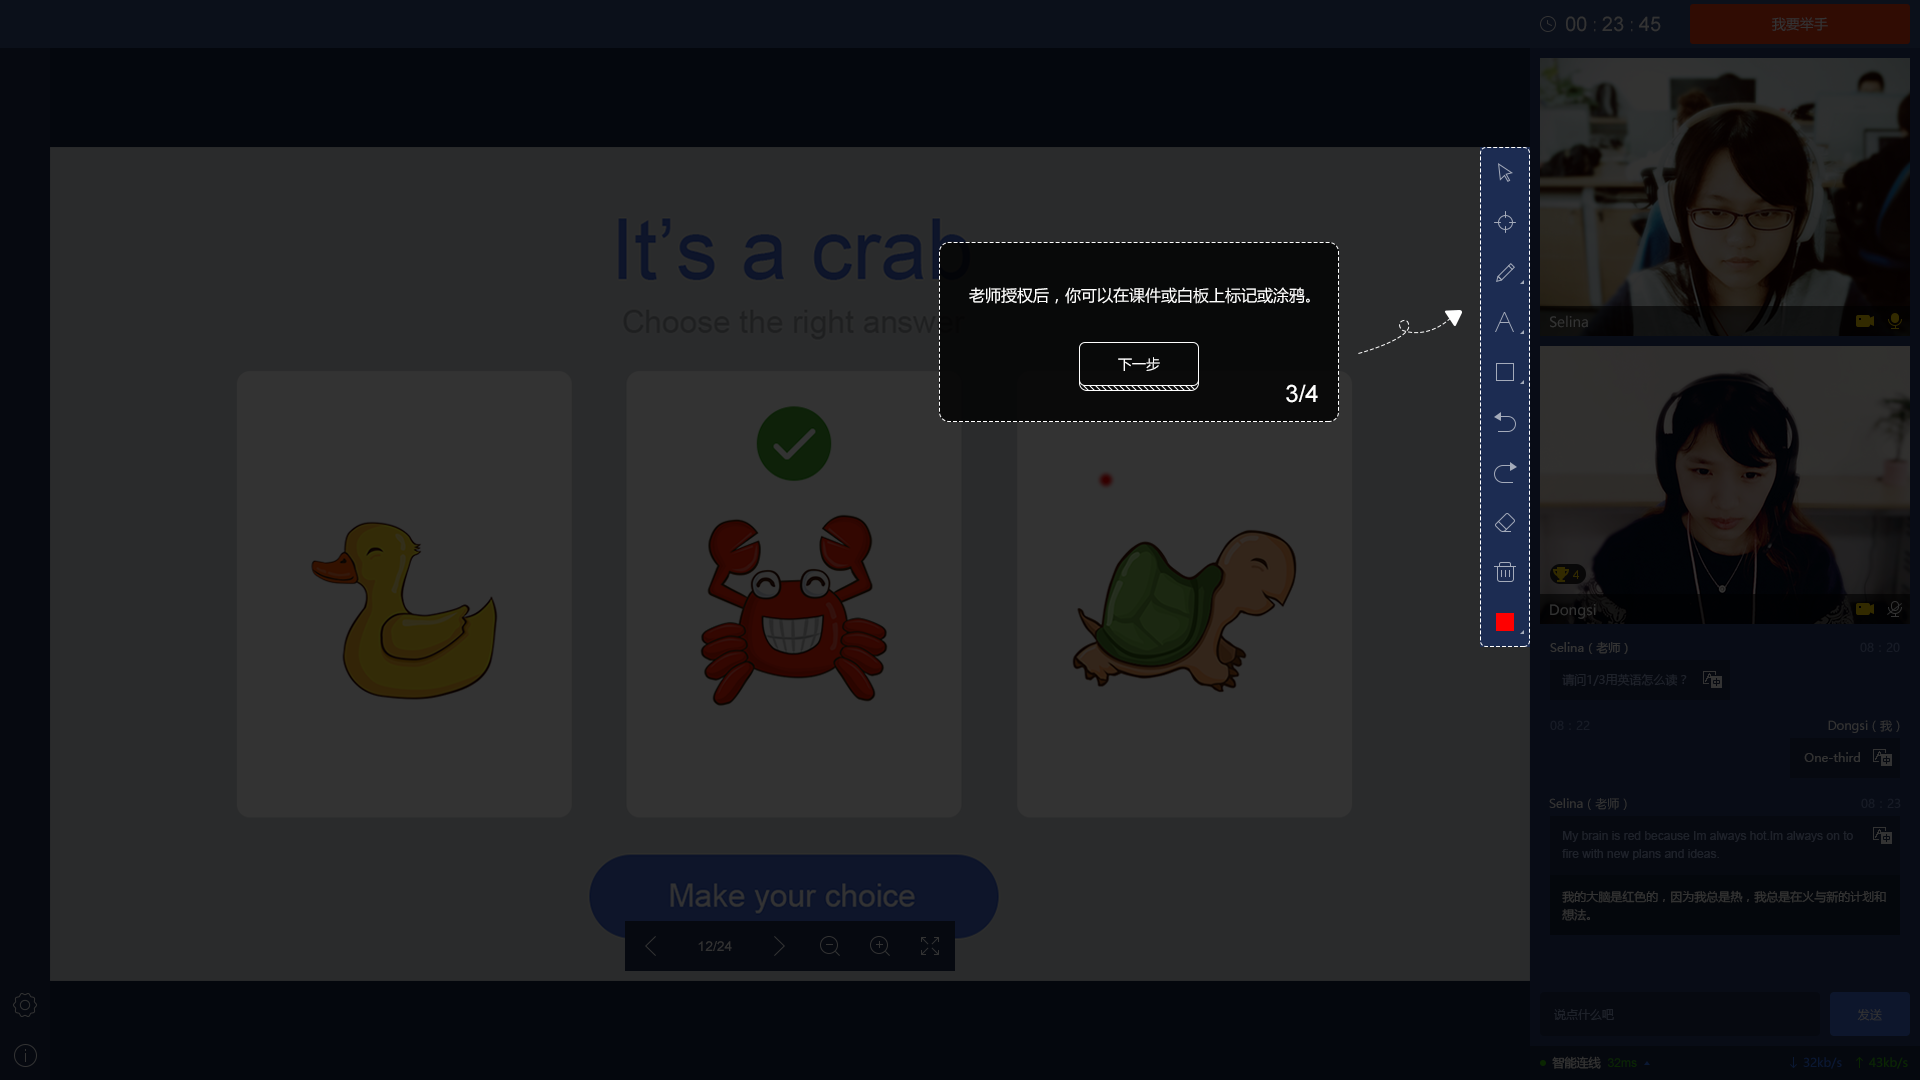 00 : 23 : 45
我要举手
It’s a crab
Choose the right answer
老师授权后，你可以在课件或白板上标记或涂鸦。
下一步
3/4
Make your choice
12/24
Selina
4
Dongsi
Selina ( 老师 )
08 : 20
请问1/3用英语怎么读？
08 : 22
Dongsi ( 我 )
One-third
Selina ( 老师 )
08 : 23
My brain is red because Im always hot.Im always on to
fire with new plans and ideas.
我的大脑是红色的，因为我总是热，我总是在火与新的计划和
想法。
说点什么吧
发送
智能连线 32ms
↓ 32kb/s ↑ 43kb/s